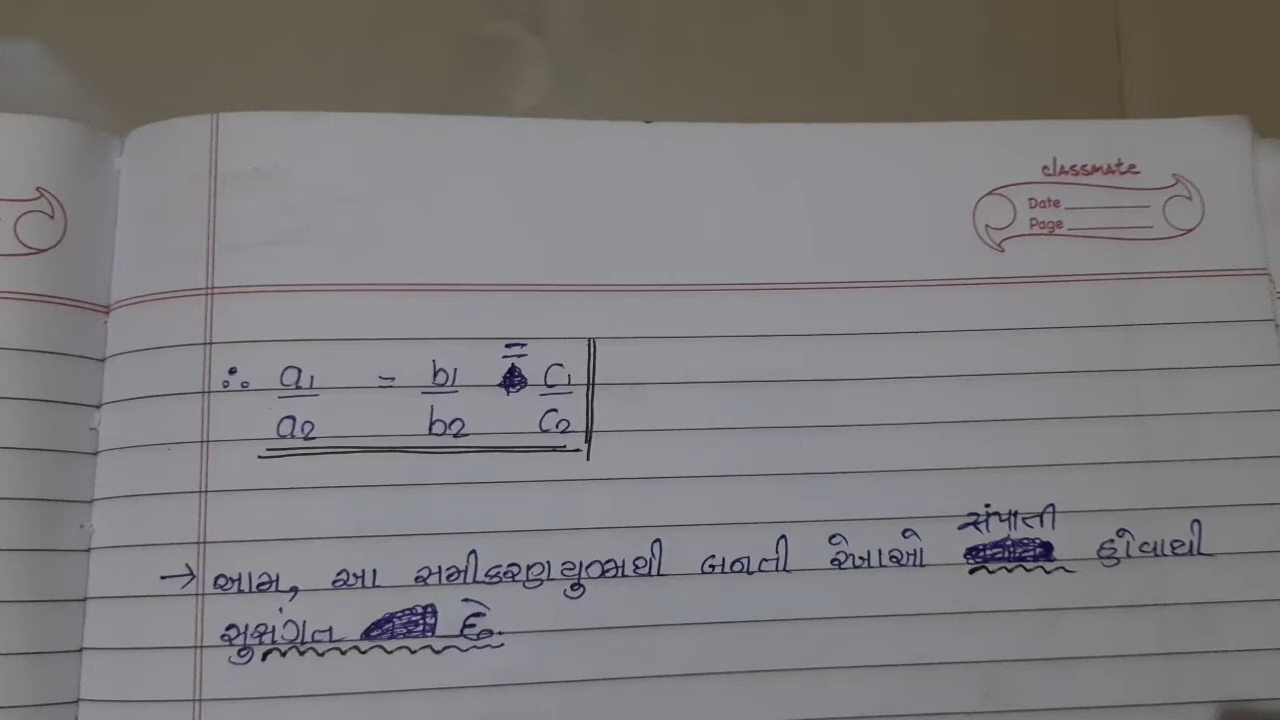 classmate
Date
Page
∴ a1/a2 = b1/b2 = c1/c2
→ આમ, આ સમીકરણયુગ્મથી બનતી રેખાઓ સંપાતી હોવાથી
સુસંગત છે.